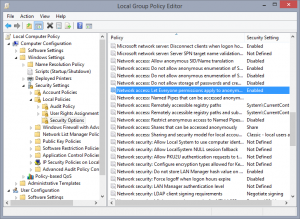 Local Group Policy Editor
File Action View Help
Local Computer Policy
Computer Configuration
Software Settings
Windows Settings
Name Resolution Policy
Scripts (Startup/Shutdown)
Deployed Printers
Security Settings
Account Policies
Local Policies
Audit Policy
User Rights Assignment
Security Options
Windows Firewall with Adva
Network List Manager Poli
Public Key Policies
Software Restriction Policie
Application Control Policie
IP Security Policies on Local
Advanced Audit Policy Con
Policy-based QoS
Administrative Templates
User Configuration
Software Settings
Policy Security Setting
Microsoft network server: Disconnect clients when logon ho... Enabled
Microsoft network server: Server SPN target name validation... Not Defined
Network access: Allow anonymous SID/Name translation Disabled
Network access: Do not allow anonymous enumeration of S... Enabled
Network access: Do not allow anonymous enumeration of S... Disabled
Network access: Do not allow storage of passwords and cre... Disabled
Network access: Let Everyone permissions apply to anonym... Enabled
Network access: Named Pipes that can be accessed anonym...
Network access: Remotely accessible registry paths System\CurrentContr
Network access: Remotely accessible registry paths and sub... System\CurrentContr
Network access: Restrict anonymous access to Named Pipes... Disabled
Network access: Shares that can be accessed anonymously Share
Network access: Sharing and security model for local accou... Classic - local users a
Network security: Allow Local System to use computer ident... Not Defined
Network security: Allow LocalSystem NULL session fallback Not Defined
Network security: Allow PKU2U authentication requests to t... Not Defined
Network security: Configure encryption types allowed for Ke... Not Defined
Network security: Do not store LAN Manager hash value on ... Enabled
Network security: Force logoff when logon hours expire Disabled
Network security: LAN Manager authentication level Not Defined
Network security: LDAP client signing requirements Negotiate signing